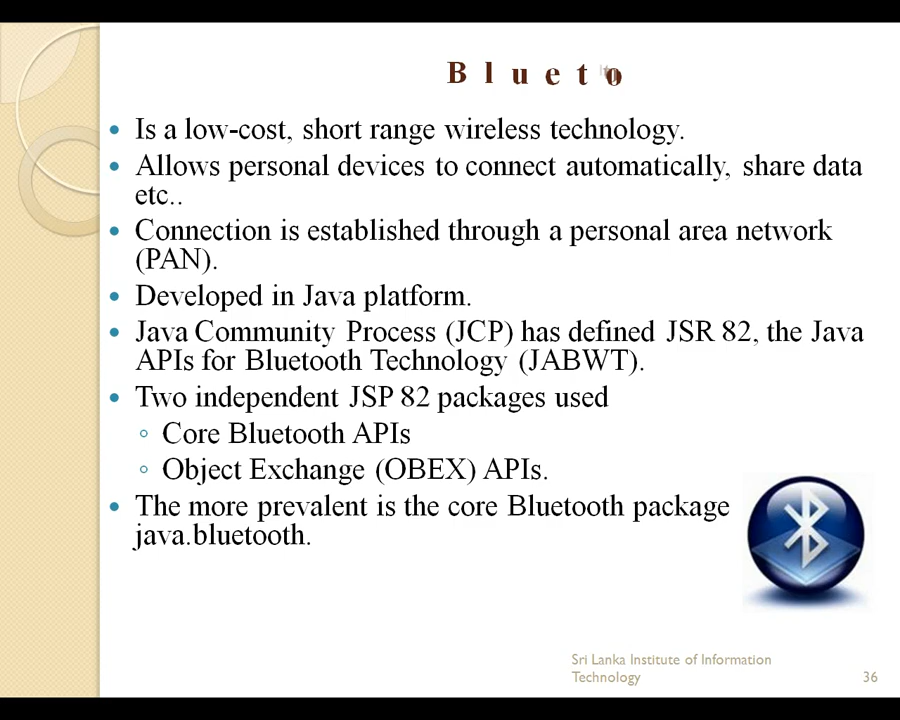 B l u e t o
Is a low-cost, short range wireless technology.
Allows personal devices to connect automatically, share data
etc..
Connection is established through a personal area network
(PAN).
Developed in Java platform.
Java Community Process (JCP) has defined JSR 82, the Java
APIs for Bluetooth Technology (JABWT).
Two independent JSP 82 packages used
Core Bluetooth APIs
Object Exchange (OBEX) APIs.
The more prevalent is the core Bluetooth package
java.bluetooth.
Sri Lanka Institute of Information
Technology
36